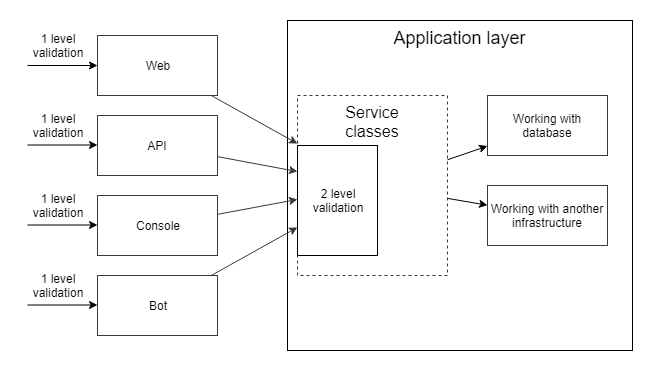 1 level
validation
Web
1 level
validation
API
1 level
validation
Console
1 level
validation
Bot
Application layer
Service
classes
2 level
validation
Working with
database
Working with another
infrastructure